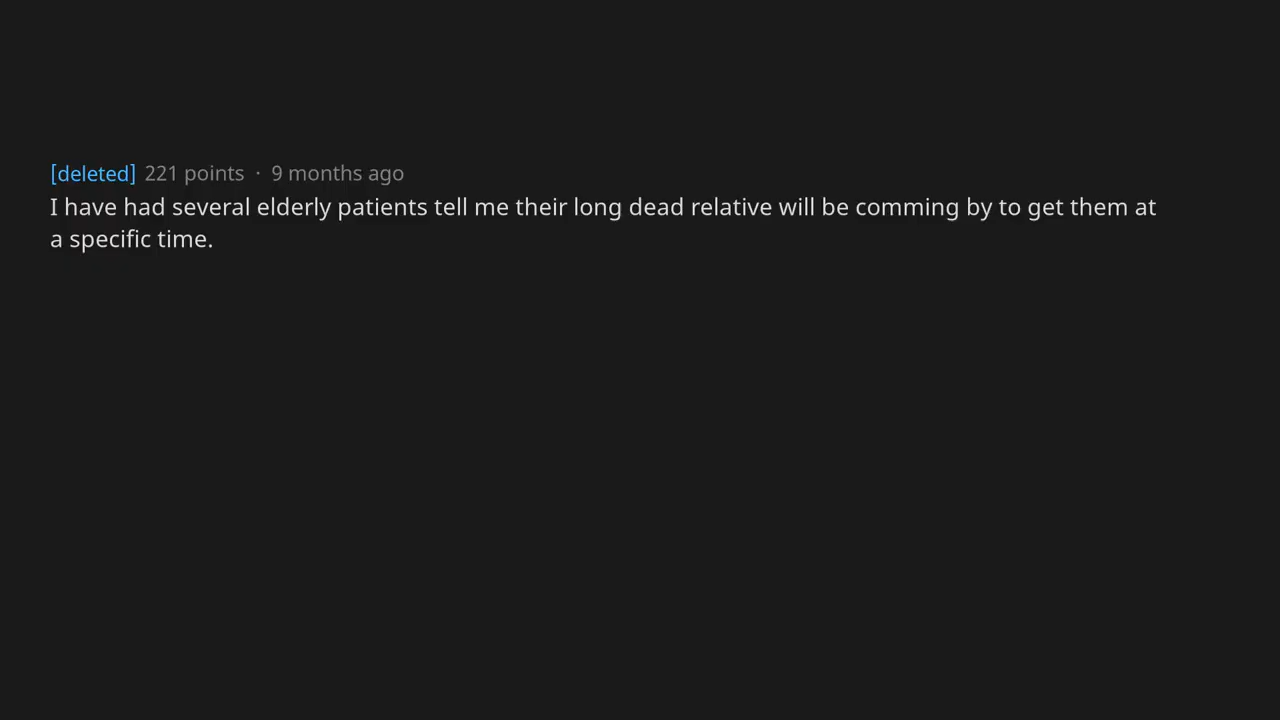 [deleted] 221 points · 9 months ago
I have had several elderly patients tell me their long dead relative will be comming by to get them at
a specific time.